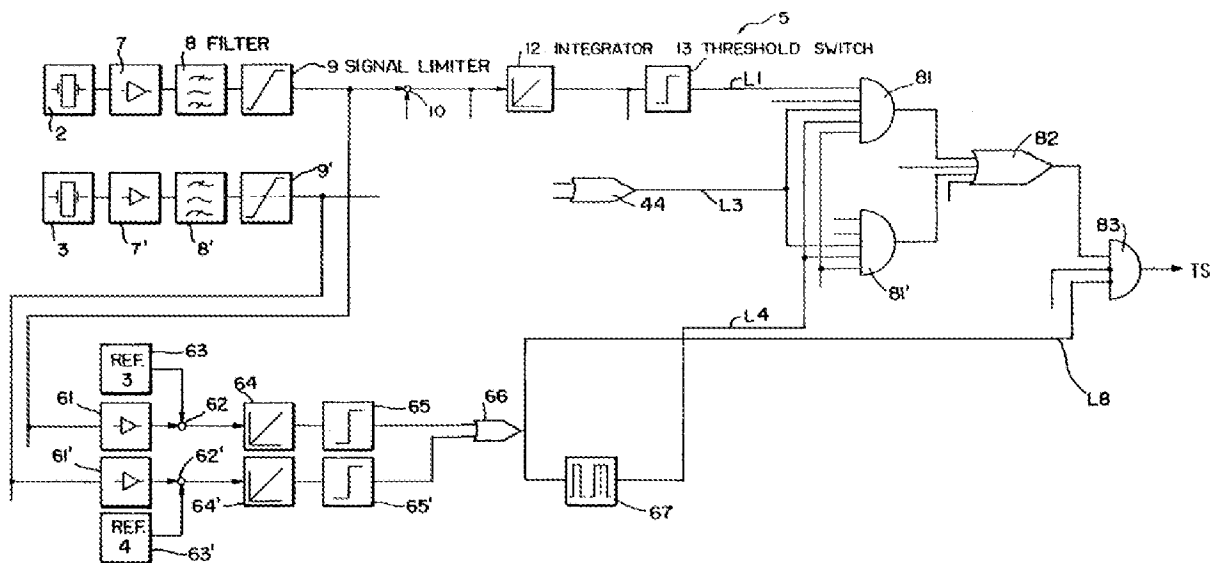 5
7
8 FILTER
9 SIGNAL LIMITER
12 INTEGRATOR
13 THRESHOLD SWITCH
2
10
L1
81
82
9'
3
7'
8'
44
L3
81'
83
TS
L4
L8
REF. 3
63
61
62
64
65
66
61'
62'
64'
65'
67
REF. 4
63'